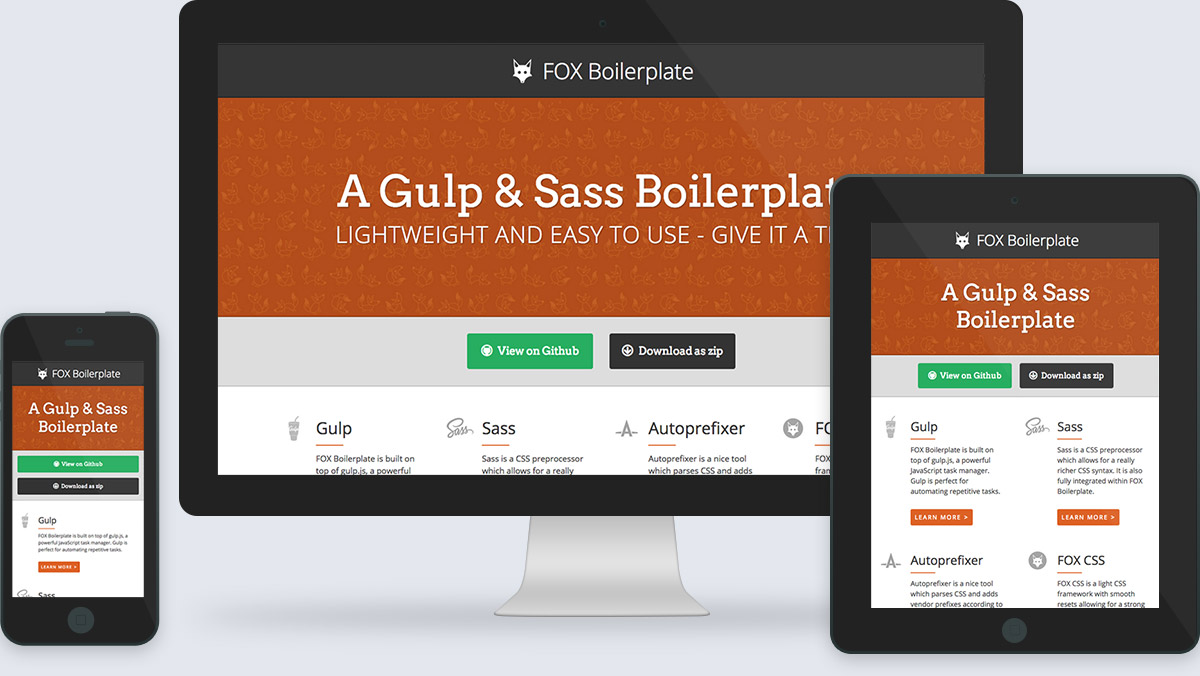 FOX Boilerplate
A Gulp & Sass Boilerplat
LIGHTWEIGHT AND EASY TO USE - GIVE IT A T
View on Github
Download as zip
Gulp
FOX Boilerplate is built on
top of gulp.js, a powerful
Sass
Sass is a CSS preprocessor
which allows for a really
Autoprefixer
Autoprefixer is a nice tool
which parses CSS and adds
FOX Boilerplate
A Gulp & Sass
Boilerplate
View on Github
Download as zip
Gulp
FOX Boilerplate is built on
top of gulp.js, a powerful
JavaScript task manager.
Gulp is perfect for
automating repetitive tasks.
LEARN MORE >
Sass
Sass is a CSS preprocessor
which allows for a really
richer CSS syntax. It is also
fully integrated within FOX
Boilerplate.
LEARN MORE >
Autoprefixer
Autoprefixer is a nice tool
which parses CSS and adds
vendor prefixes according to
FOX CSS
FOX CSS is a light CSS
framework with smooth
resets allowing for a strong
FOX Boilerplate
A Gulp & Sass
Boilerplate
View on Github
Download as zip
Gulp
FOX Boilerplate is built on top of gulp.js, a
powerful JavaScript task manager. Gulp is
perfect for automating repetitive tasks.
LEARN MORE >
Sass